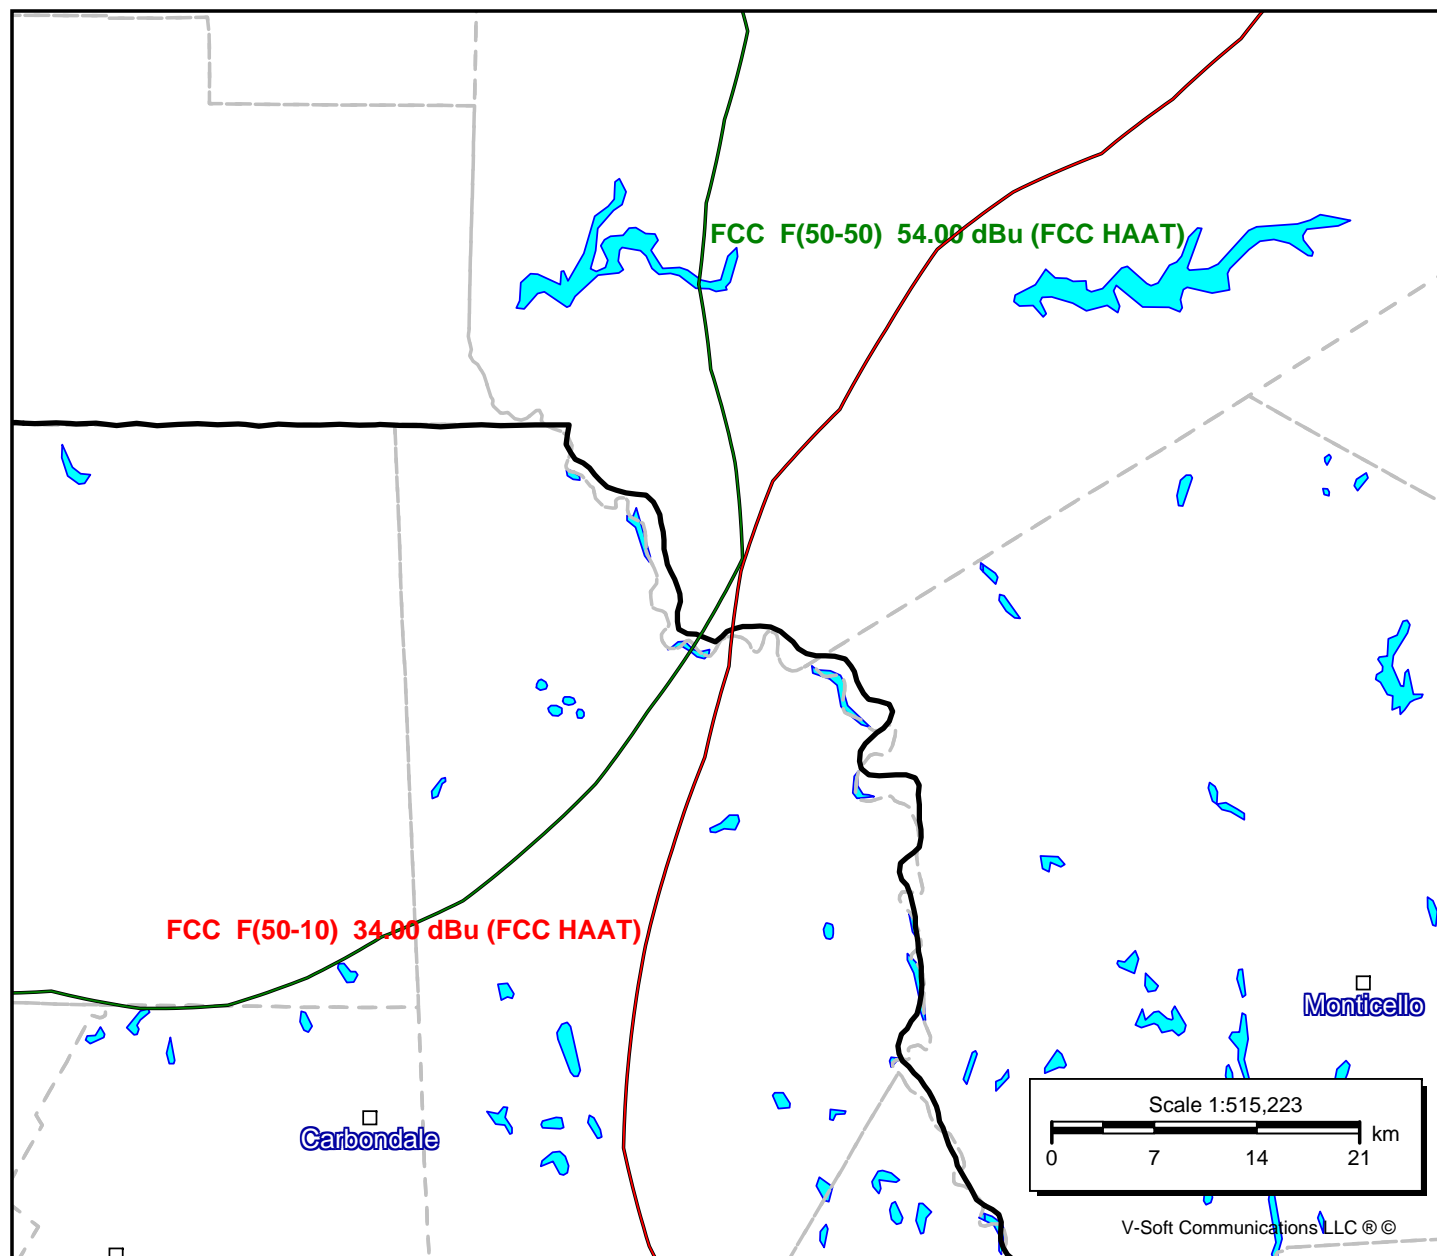 FCC F(50-50) 54.00 dBu (FCC HAAT)
FCC F(50-10) 34.00 dBu (FCC HAAT)
Monticello
Carbondale
Scale 1:515,223
km
0 7 14 21
V-Soft Communications LLC ® ©